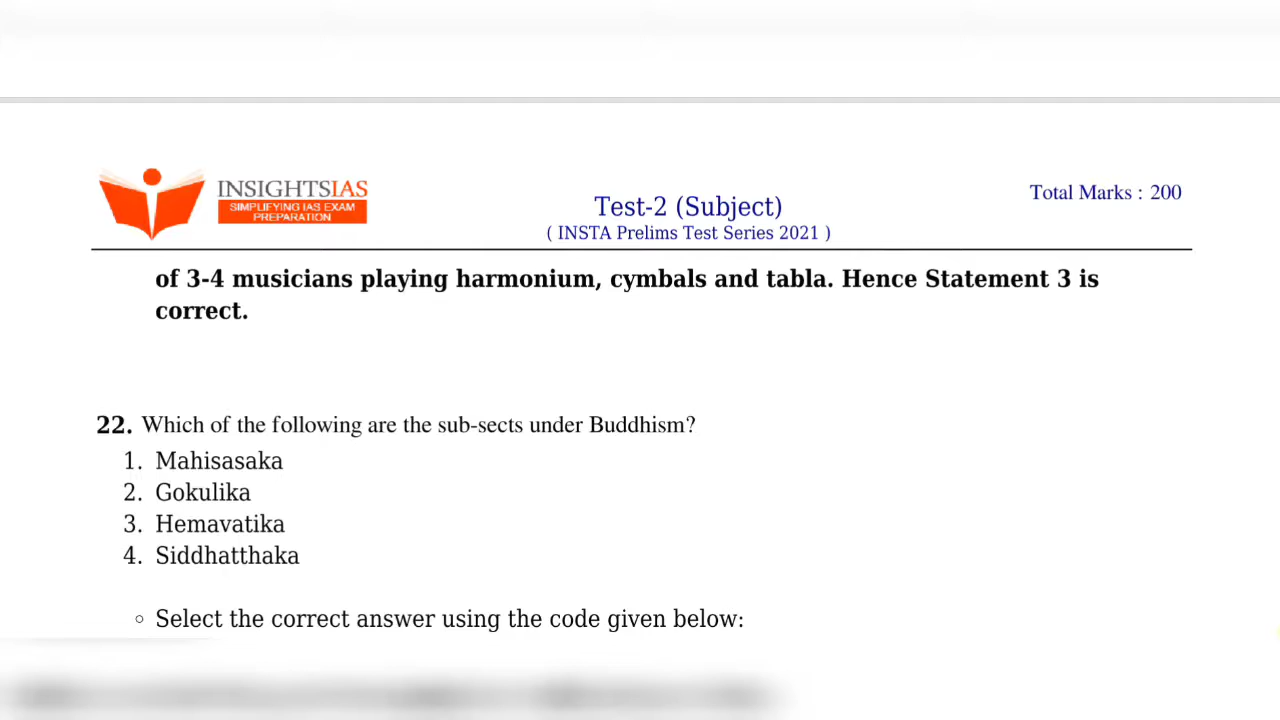 INSIGHTSIAS
SIMPLIFYING IAS EXAM
PREPARATION
Test-2 (Subject)
( INSTA Prelims Test Series 2021 )
Total Marks : 200
of 3-4 musicians playing harmonium, cymbals and tabla. Hence Statement 3 is
correct.
22. Which of the following are the sub-sects under Buddhism?
1. Mahisasaka
2. Gokulika
3. Hemavatika
4. Siddhatthaka
◦ Select the correct answer using the code given below: